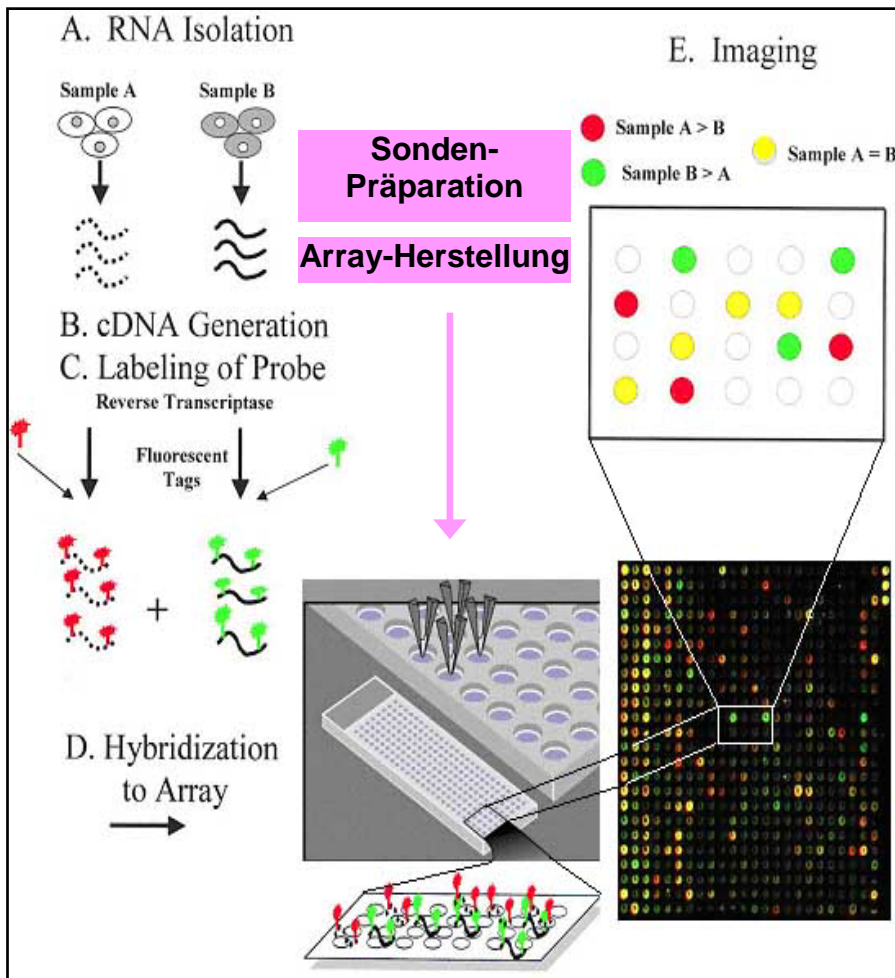 A. RNA Isolation
Sample A
Sample B
Sonden-
Präparation
Array-Herstellung
B. cDNA Generation
C. Labeling of Probe
Reverse Transcriptase
Fluorescent
Tags
+
D. Hybridization
to Array
E. Imaging
Sample A > B
Sample B > A
Sample A = B